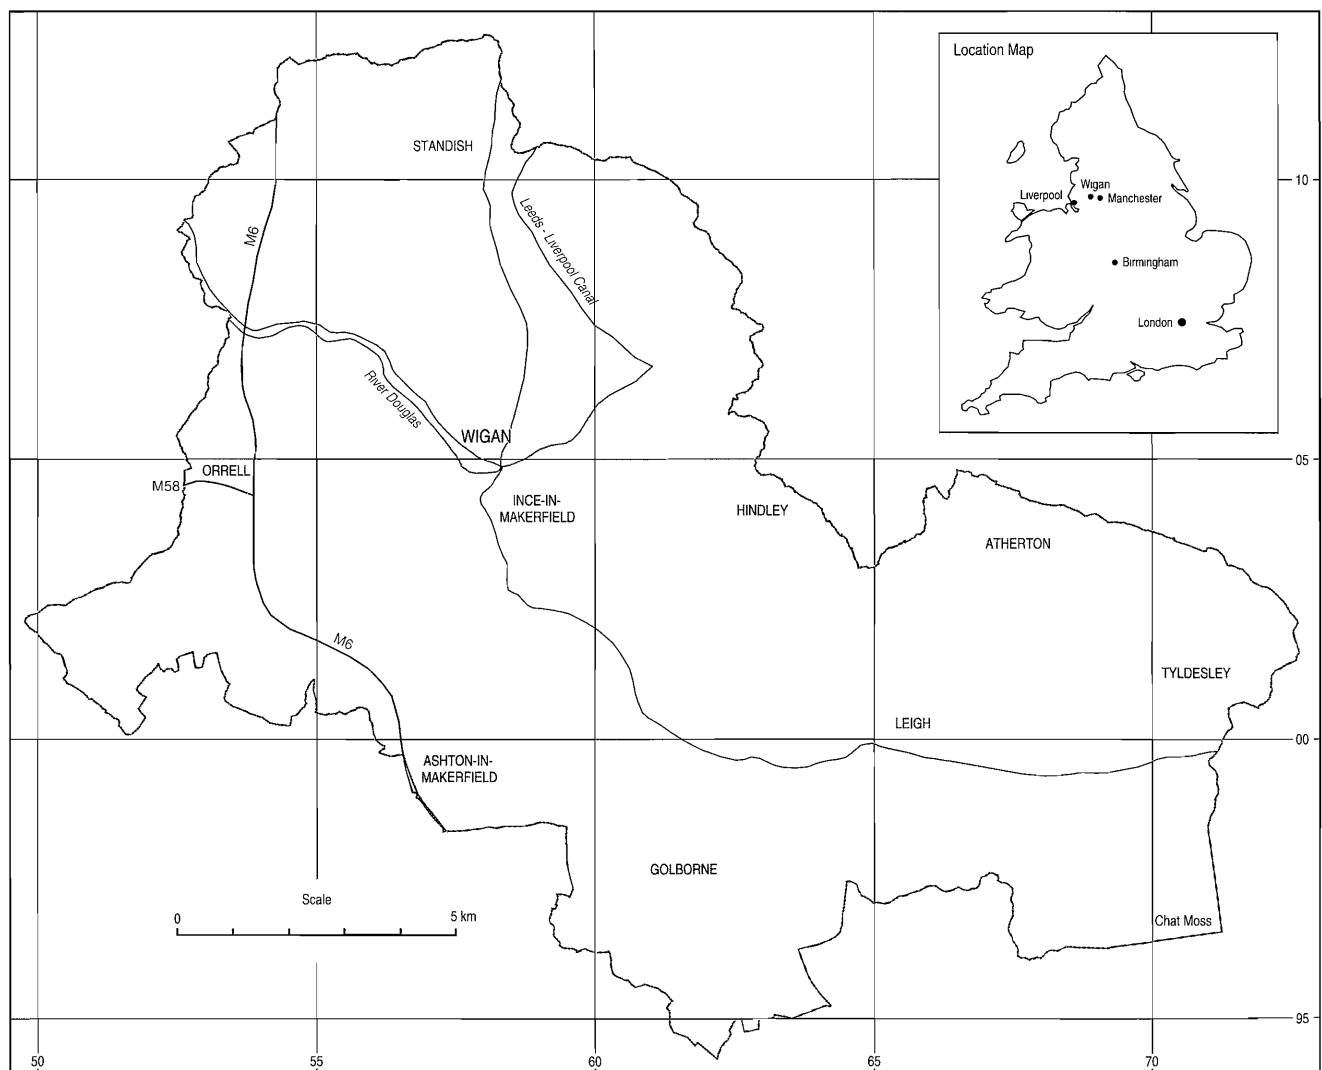 Location Map
STANDISH
10
Wigan
Liverpool
Manchester
M6
Leeds - Liverpool Canal
Birmingham
London
River Douglas
WIGAN
05
ORRELL
M58
INCE-IN-
MAKERFIELD
HINDLEY
ATHERTON
M6
TYLDESLEY
LEIGH
00
ASHTON-IN-
MAKERFIELD
GOLBORNE
Scale
0
5 km
Chat Moss
95
50
55
60
65
70